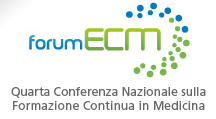 forumECM
Quarta Conferenza Nazionale sulla
Formazione Continua in Medicina